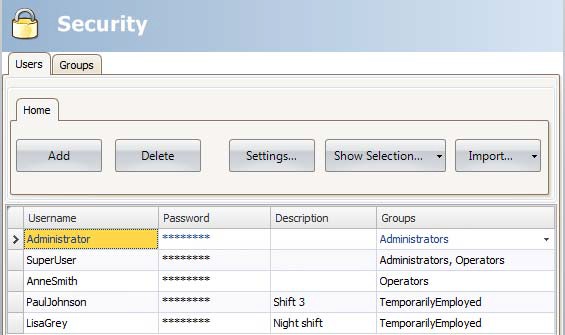 Security
Users Groups
Home
Add Delete Settings... Show Selection... Import...
Username Password Description Groups
Administrator ******** Administrators
SuperUser ******** Administrators, Operators
AnneSmith ******** Operators
PaulJohnson ******** Shift 3 TemporarilyEmployed
LisaGrey ******** Night shift TemporarilyEmployed